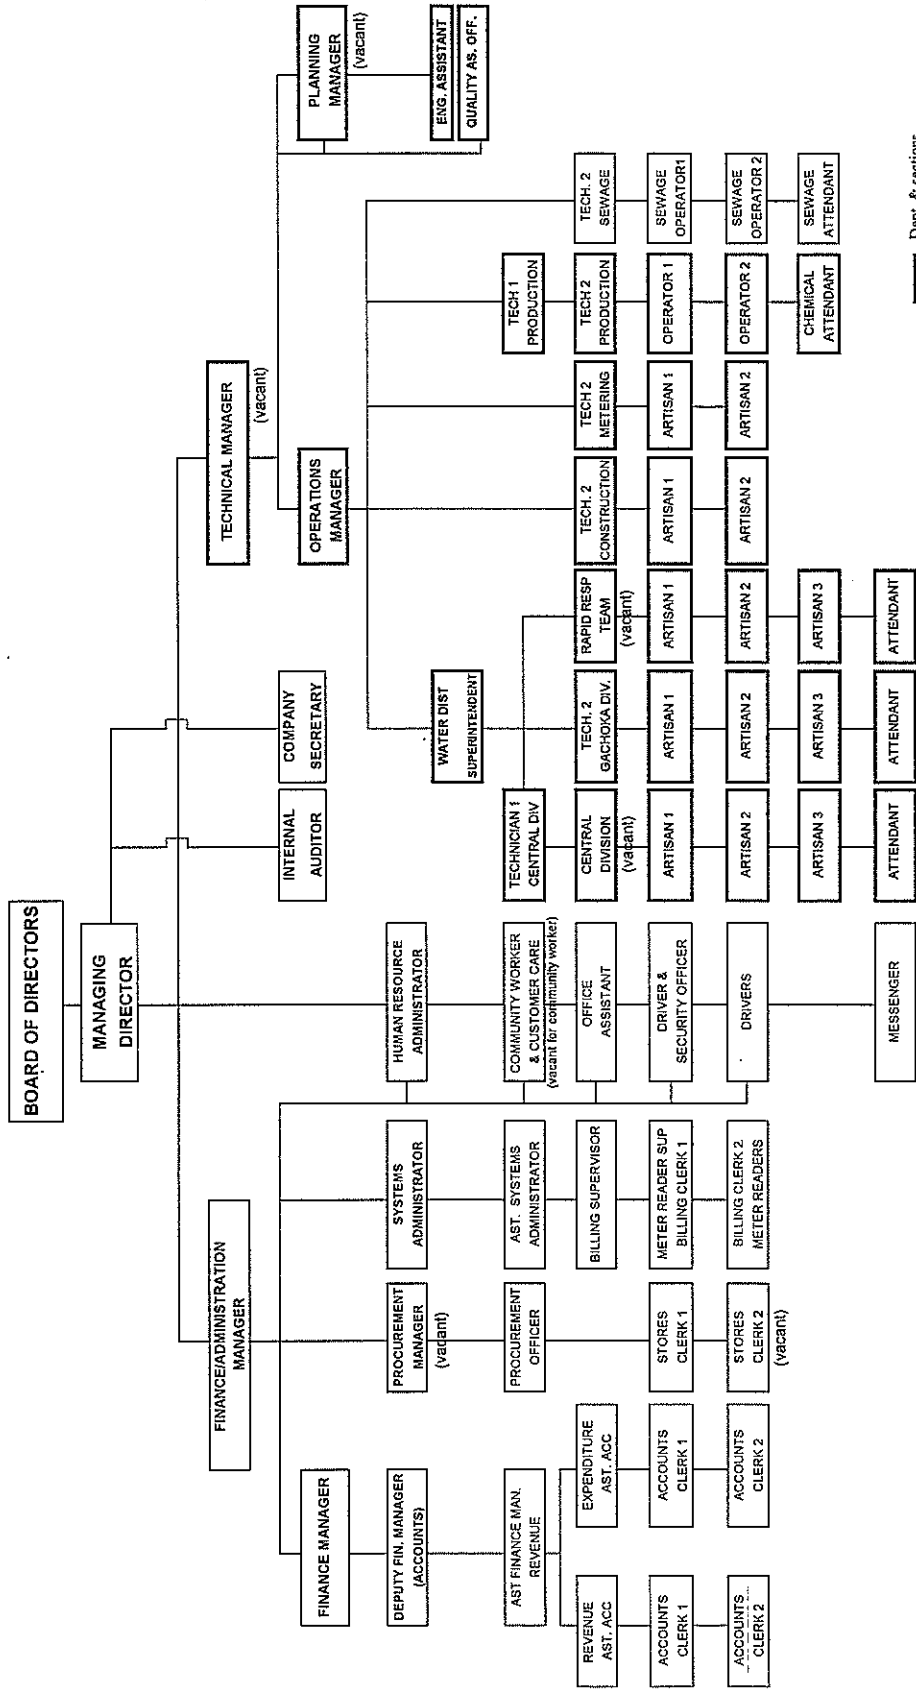 BOARD OF DIRECTORS
MANAGING
DIRECTOR
INTERNAL
AUDITOR
COMPANY
SECRETARY
FINANCE/ADMINISTRATION
MANAGER
TECHNICAL MANAGER
(vacant)
FINANCE MANAGER
OPERATIONS
MANAGER
PLANNING
MANAGER
(vacant)
DEPUTY FIN. MANAGER
(ACCOUNTS)
PROCUREMENT
MANAGER
(vacant)
SYSTEMS
ADMINISTRATOR
HUMAN RESOURCE
ADMINISTRATOR
WATER DIST
SUPERINTENDENT
ENG. ASSISTANT
QUALITY AS. OFF.
AST FINANCE MAN.
REVENUE
PROCUREMENT
OFFICER
AST. SYSTEMS
ADMINISTRATOR
COMMUNITY WORKER
& CUSTOMER CARE
(vacant for community worker)
TECHNICIAN 1
CENTRAL DIV
TECH 1
PRODUCTION
REVENUE
AST. ACC
EXPENDITURE
AST. ACC
BILLING SUPERVISOR
OFFICE
ASSISTANT
CENTRAL
DIVISION
(vacant)
TECH. 2
GACHOKA DIV.
RAPID RESP
TEAM
(vacant)
TECH. 2
CONSTRUCTION
TECH 2
METERING
TECH 2
PRODUCTION
TECH. 2
SEWAGE
ACCOUNTS
CLERK 1
ACCOUNTS
CLERK 1
STORES
CLERK 1
METER READER SUP
BILLING CLERK 1
DRIVER &
SECURITY OFFICER
ARTISAN 1
ARTISAN 1
ARTISAN 1
ARTISAN 1
ARTISAN 1
OPERATOR 1
SEWAGE
OPERATOR1
ACCOUNTS
CLERK 2
ACCOUNTS
CLERK 2
STORES
CLERK 2
(vacant)
BILLING CLERK 2
METER READERS
DRIVERS
ARTISAN 2
ARTISAN 2
ARTISAN 2
ARTISAN 2
ARTISAN 2
OPERATOR 2
SEWAGE
OPERATOR 2
ARTISAN 3
ARTISAN 3
ARTISAN 3
CHEMICAL
ATTENDANT
SEWAGE
ATTENDANT
MESSENGER
ATTENDANT
ATTENDANT
ATTENDANT
Dept. & sections